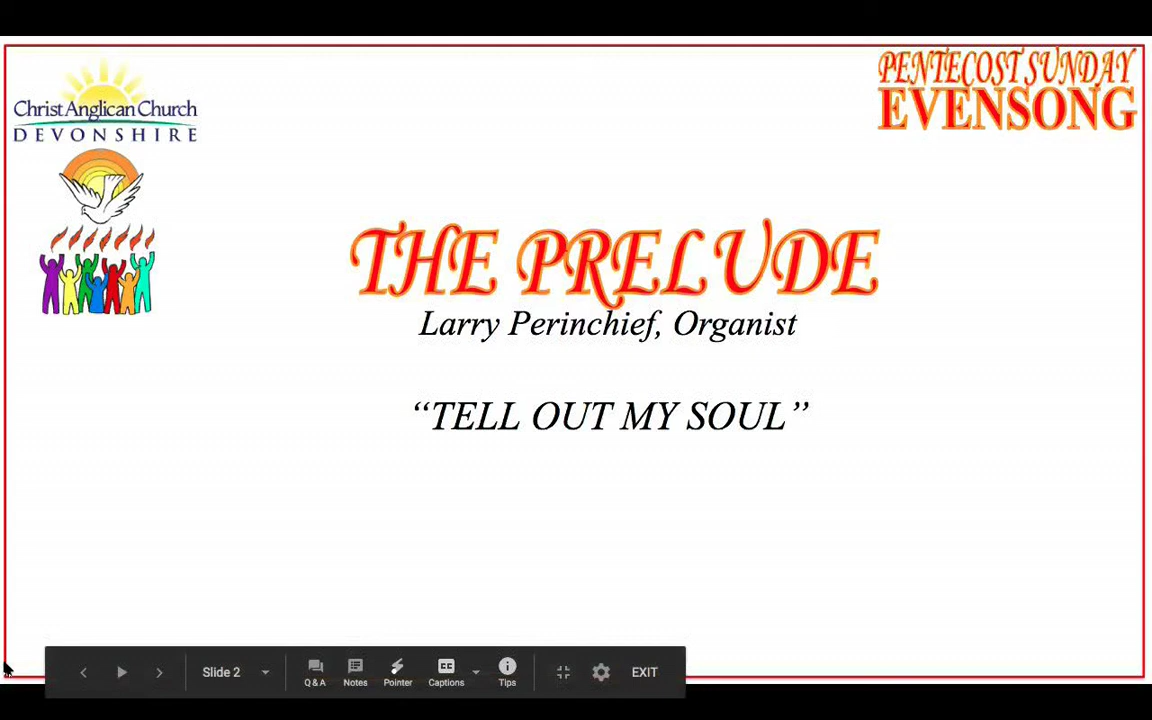 Christ Anglican Church
DEVONSHIRE
PENTECOST SUNDAY
EVENSONG
THE PRELUDE
Larry Perinchief, Organist
“TELL OUT MY SOUL”
Slide 2
Q & A
Notes
Pointer
CC
Captions
Tips
EXIT